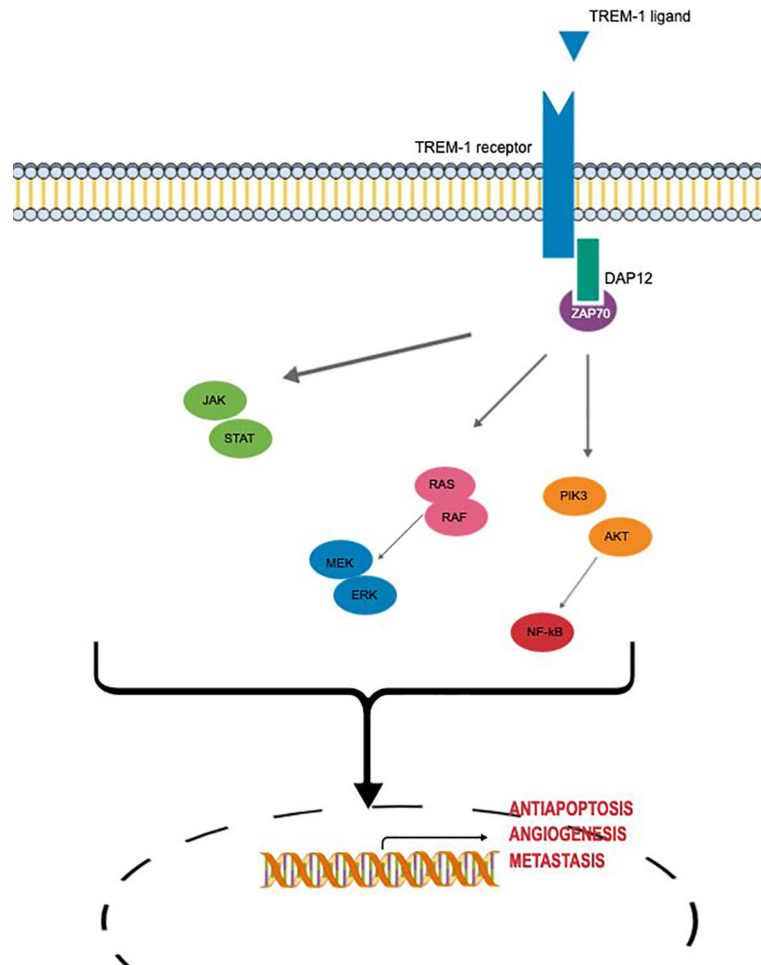 TREM-1 ligand
TREM-1 receptor
DAP12
ZAP70
JAK
STAT
RAS
RAF
PIK3
AKT
MEK
ERK
NF-kB
ANTIAPOPTOSIS
ANGIOGENESIS
METASTASIS